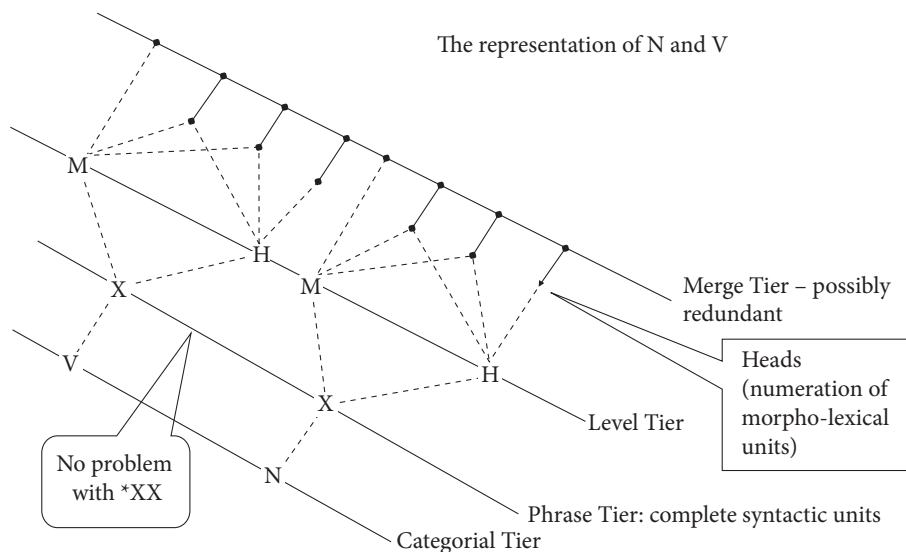 The representation of N and V
M
H
M
X
V
Merge Tier – possibly
redundant
H
X
Heads
(numeration of
morpho-lexical
units)
Level Tier
No problem
with *XX
N
Phrase Tier: complete syntactic units
Categorial Tier